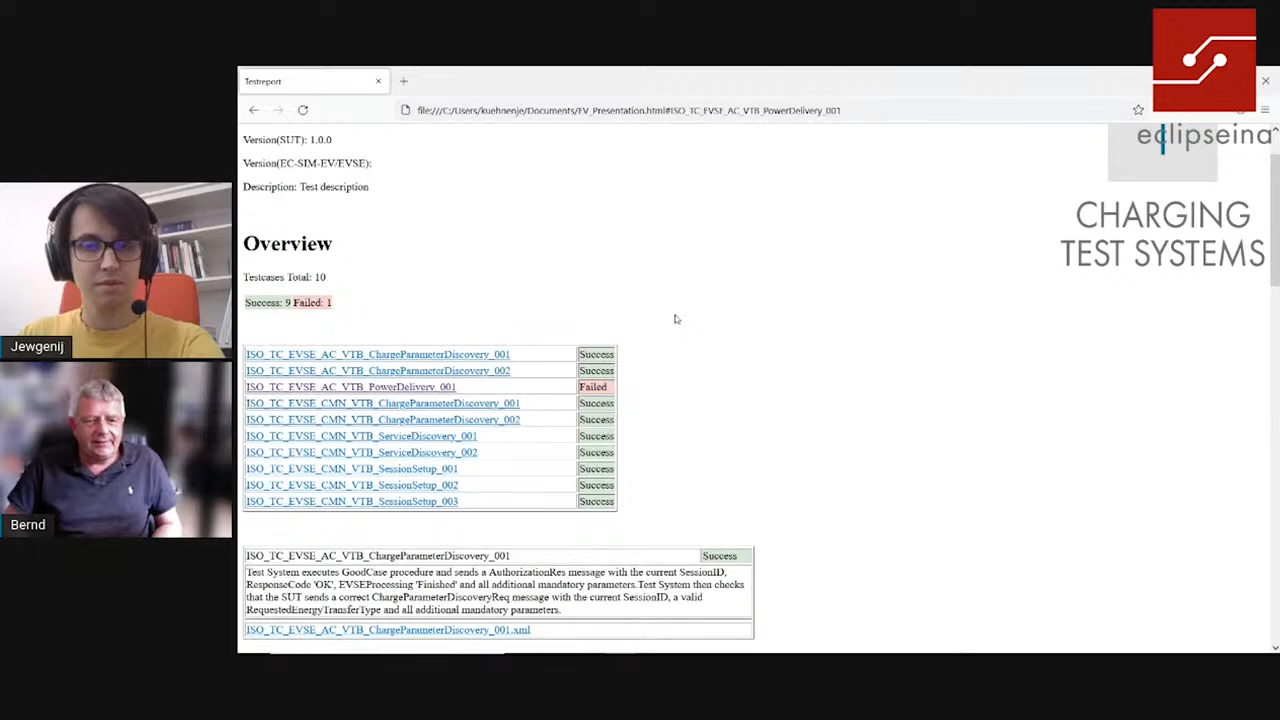 Testreport
file:///C:/Users/kuehnenje/Documents/EV_Presentation.html#ISO_TC_EVSE_AC_VTB_PowerDelivery_001
eclipseina
CHARGING
TEST SYSTEMS
Version(SUT): 1.0.0
Version(EC-SIM-EV/EVSE):
Description: Test description
Overview
Testcases Total: 10
Success: 9 Failed: 1
ISO_TC_EVSE_AC_VTB_ChargeParameterDiscovery_001 Success
ISO_TC_EVSE_AC_VTB_ChargeParameterDiscovery_002 Success
ISO_TC_EVSE_AC_VTB_PowerDelivery_001 Failed
ISO_TC_EVSE_CMN_VTB_ChargeParameterDiscovery_001 Success
ISO_TC_EVSE_CMN_VTB_ChargeParameterDiscovery_002 Success
ISO_TC_EVSE_CMN_VTB_ServiceDiscovery_001 Success
ISO_TC_EVSE_CMN_VTB_ServiceDiscovery_002 Success
ISO_TC_EVSE_CMN_VTB_SessionSetup_001 Success
ISO_TC_EVSE_CMN_VTB_SessionSetup_002 Success
ISO_TC_EVSE_CMN_VTB_SessionSetup_003 Success
ISO_TC_EVSE_AC_VTB_ChargeParameterDiscovery_001 Success
Test System executes GoodCase procedure and sends a AuthorizationRes message with the current SessionID,
ResponseCode 'OK', EVSEProcessing 'Finished' and all additional mandatory parameters.Test System then checks
that the SUT sends a correct ChargeParameterDiscoveryReq message with the current SessionID, a valid
RequestedEnergyTransferType and all additional mandatory parameters.
ISO_TC_EVSE_AC_VTB_ChargeParameterDiscovery_001.xml
Jewgenij
Bernd